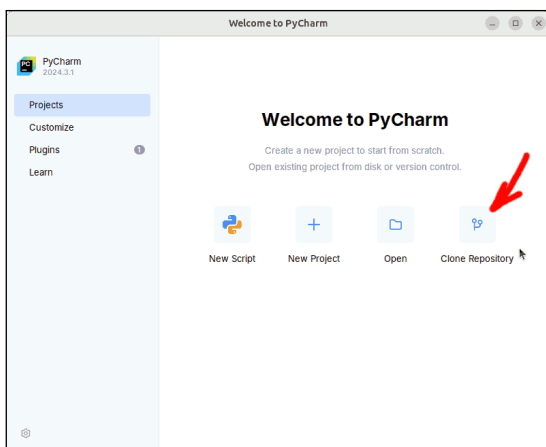 Welcome to PyCharm
PC
PyCharm
2024.3.1
Projects
Customize
Plugins 1
Learn
Welcome to PyCharm
Create a new project to start from scratch.
Open existing project from disk or version control.
New Script New Project Open Clone Repository